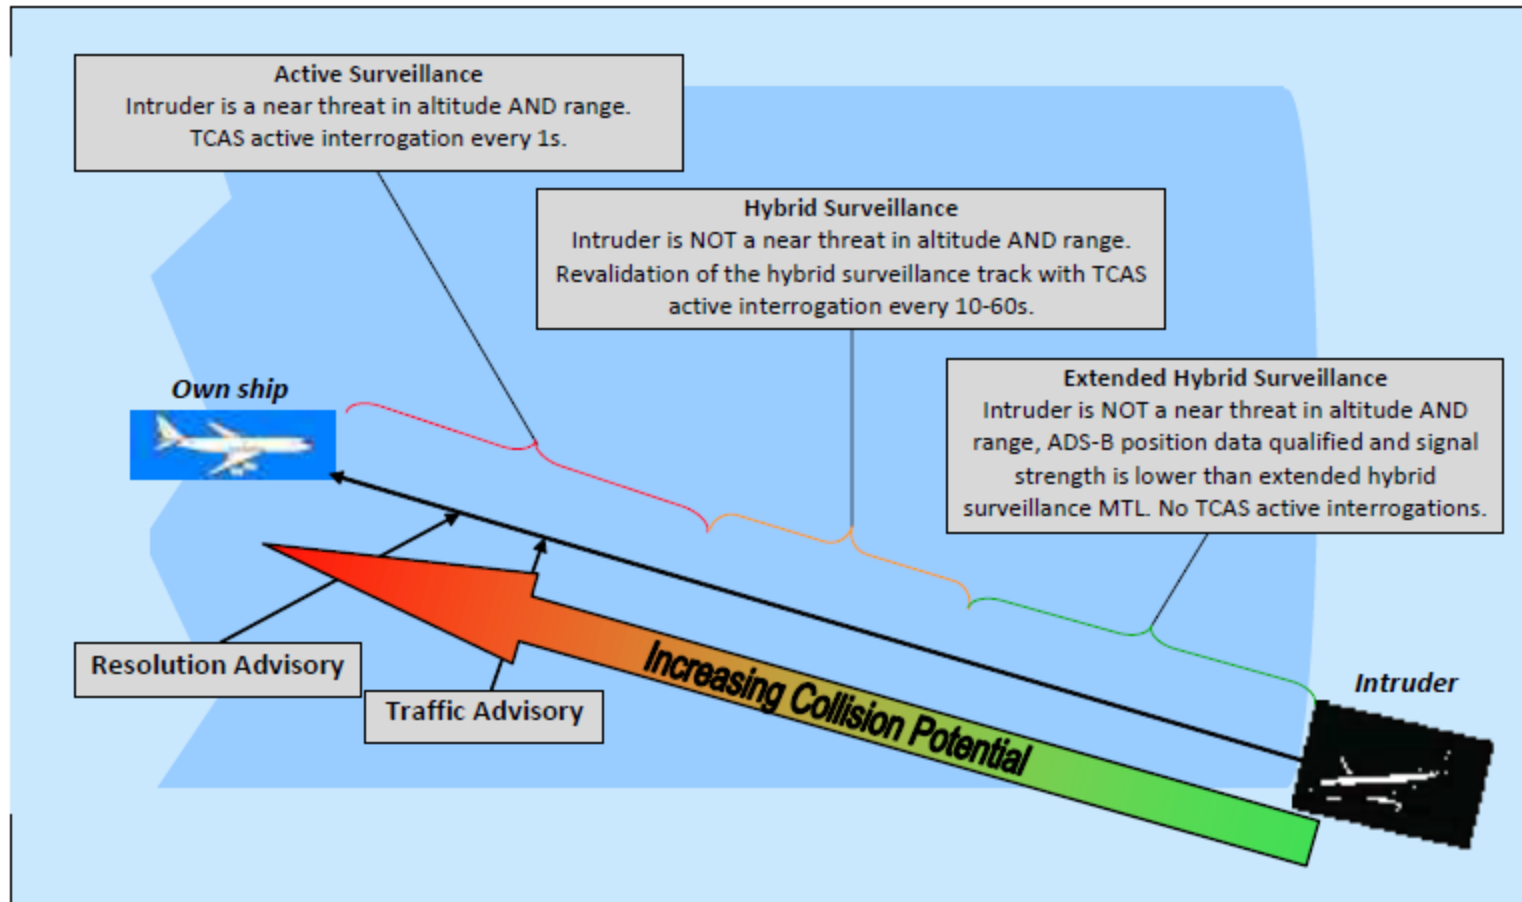 Active Surveillance
Intruder is a near threat in altitude AND range.
TCAS active interrogation every 1s.
Hybrid Surveillance
Intruder is NOT a near threat in altitude AND range.
Revalidation of the hybrid surveillance track with TCAS
active interrogation every 10-60s.
Extended Hybrid Surveillance
Intruder is NOT a near threat in altitude AND
range, ADS-B position data qualified and signal
strength is lower than extended hybrid
surveillance MTL. No TCAS active interrogations.
Own ship
Resolution Advisory
Traffic Advisory
Increasing Collision Potential
Intruder